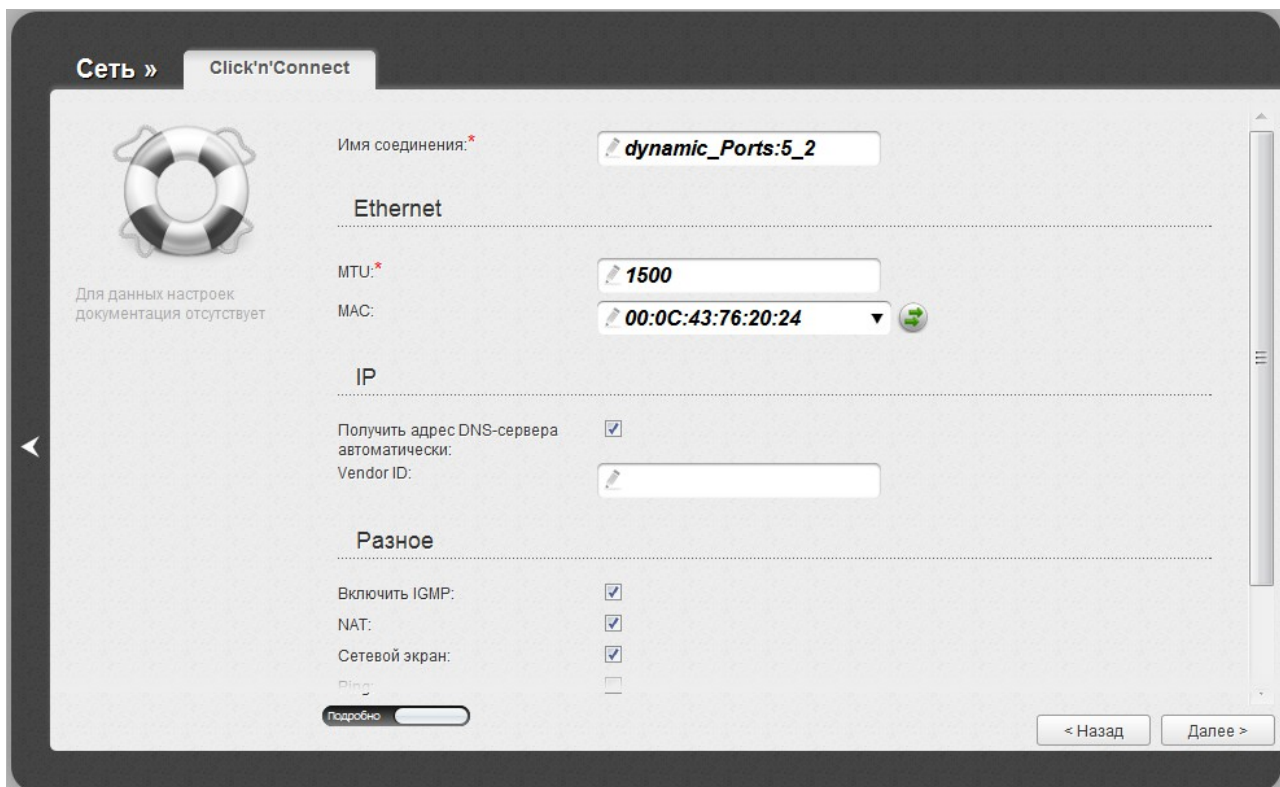 Сеть » Click'n'Connect
Для данных настроек
документация отсутствует
Имя соединения:* dynamic_Ports:5_2
Ethernet
MTU:* 1500
MAC: 00:0C:43:76:20:24
IP
Получить адрес DNS-сервера
автоматически:
Vendor ID:
Разное
Включить IGMP:
NAT:
Сетевой экран:
Ping:
Подробно
< Назад Далее >